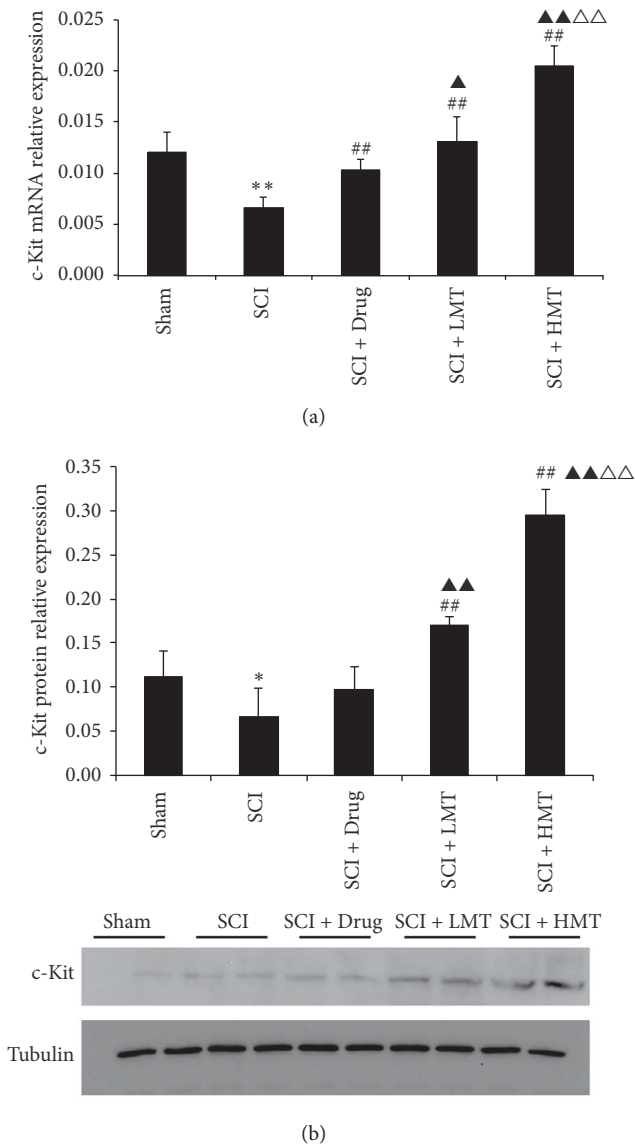 c-Kit mRNA relative expression
0.025
0.020
0.015
0.010
0.005
0.000
**
##
▲
##
▲▲△△
##
Sham
SCI
SCI + Drug
SCI + LMT
SCI + HMT
(a)
c-Kit protein relative expression
0.35
0.30
0.25
0.20
0.15
0.10
0.05
0.00
*
▲▲
##
## ▲▲△△
Sham
SCI
SCI + Drug
SCI + LMT
SCI + HMT
Sham SCI SCI + Drug SCI + LMT SCI + HMT
c-Kit
Tubulin
(b)